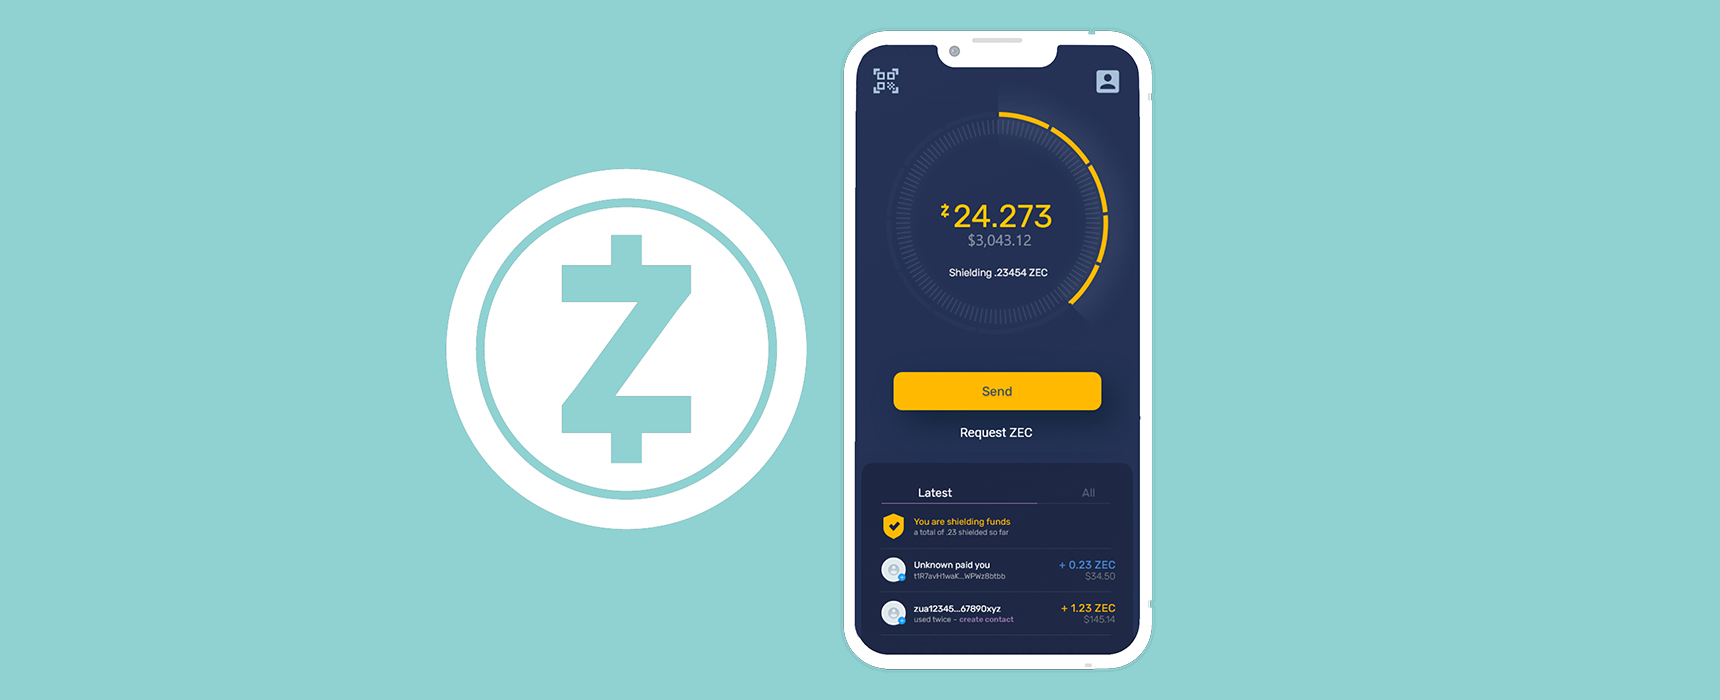 24.273
$3,043.12
Shielding .23454 ZEC
Send
Request ZEC
Latest All
You are shielding funds
a total of .23 shielded so far
Unknown paid you + 0.23 ZEC
t1R7avH1waK...WPWz8btbb $34.50
zua12345...67890xyz + 1.23 ZEC
used twice - create contact $145.14